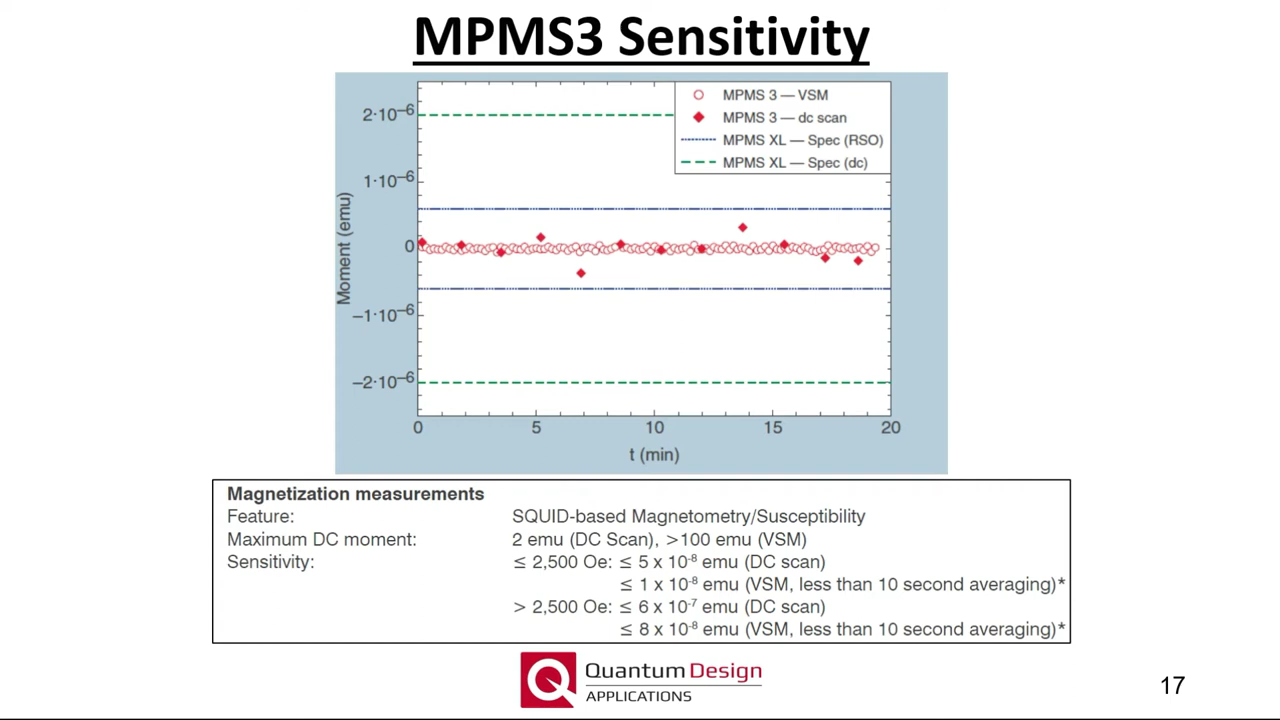 MPMS3 Sensitivity
MPMS 3 — VSM
MPMS 3 — dc scan
MPMS XL — Spec (RSO)
MPMS XL — Spec (dc)
2·10⁻⁶
1·10⁻⁶
0
−1·10⁻⁶
−2·10⁻⁶
Moment (emu)
0 5 10 15 20
t (min)
Magnetization measurements
Feature: SQUID-based Magnetometry/Susceptibility
Maximum DC moment: 2 emu (DC Scan), >100 emu (VSM)
Sensitivity: ≤ 2,500 Oe: ≤ 5 x 10⁻⁸ emu (DC scan)
≤ 1 x 10⁻⁸ emu (VSM, less than 10 second averaging)*
> 2,500 Oe: ≤ 6 x 10⁻⁷ emu (DC scan)
≤ 8 x 10⁻⁸ emu (VSM, less than 10 second averaging)*
Quantum Design
APPLICATIONS
17